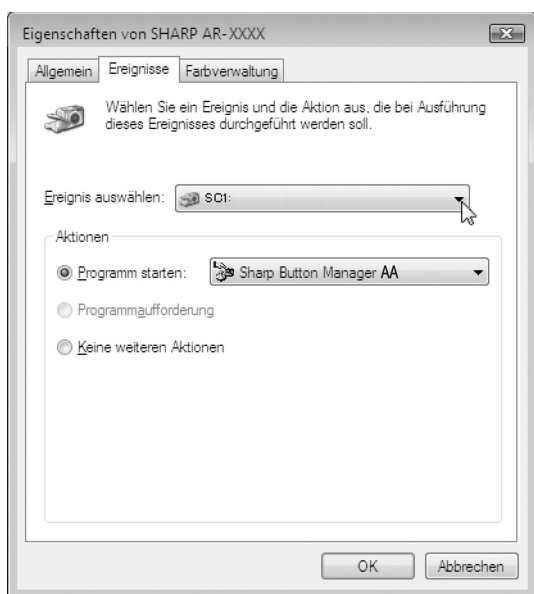 Eigenschaften von SHARP AR-XXXX
Allgemein Ereignisse Farbverwaltung
Wählen Sie ein Ereignis und die Aktion aus, die bei Ausführung
dieses Ereignisses durchgeführt werden soll.
Ereignis auswählen: SC1:
Aktionen
Programm starten: Sharp Button Manager AA
Programmaufforderung
Keine weiteren Aktionen
OK Abbrechen